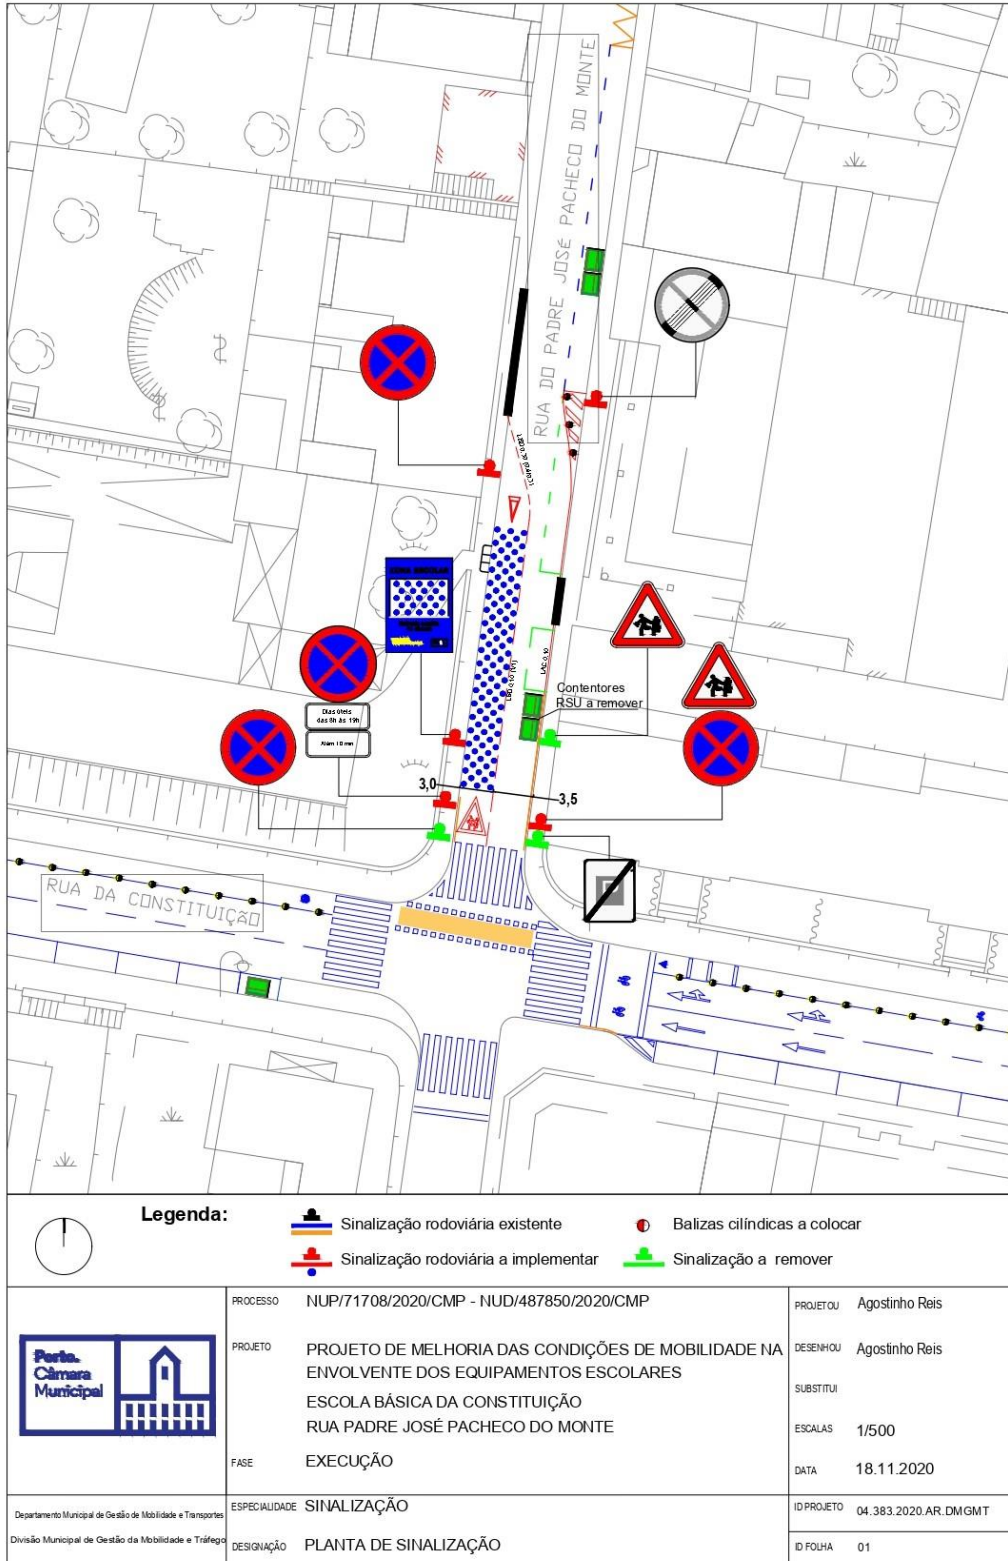 RUA DO PADRE JOSÉ PACHECO DO MONTE
Dias úteis
das 8h às 19h
Contentores
RSU a remover
3,0
3,5
P
RUA DA CONSTITUIÇÃO
Legenda:
Sinalização rodoviária existente
Balizas cilíndicas a colocar
Sinalização rodoviária a implementar
Sinalização a remover
Porto.
Câmara
Municipal
PROCESSO NUP/71708/2020/CMP - NUD/487850/2020/CMP
PROJETO PROJETO DE MELHORIA DAS CONDIÇÕES DE MOBILIDADE NA
ENVOLVENTE DOS EQUIPAMENTOS ESCOLARES
ESCOLA BÁSICA DA CONSTITUIÇÃO
RUA PADRE JOSÉ PACHECO DO MONTE
FASE EXECUÇÃO
PROJETOU Agostinho Reis
DESENHOU Agostinho Reis
SUBSTITUI
ESCALAS 1/500
DATA 18.11.2020
Departamento Municipal de Gestão de Mobilidade e Transportes
Divisão Municipal de Gestão da Mobilidade e Tráfego
ESPECIALIDADE SINALIZAÇÃO
DESIGNAÇÃO PLANTA DE SINALIZAÇÃO
ID PROJETO 04.383.2020.AR.DMGMT
ID FOLHA 01